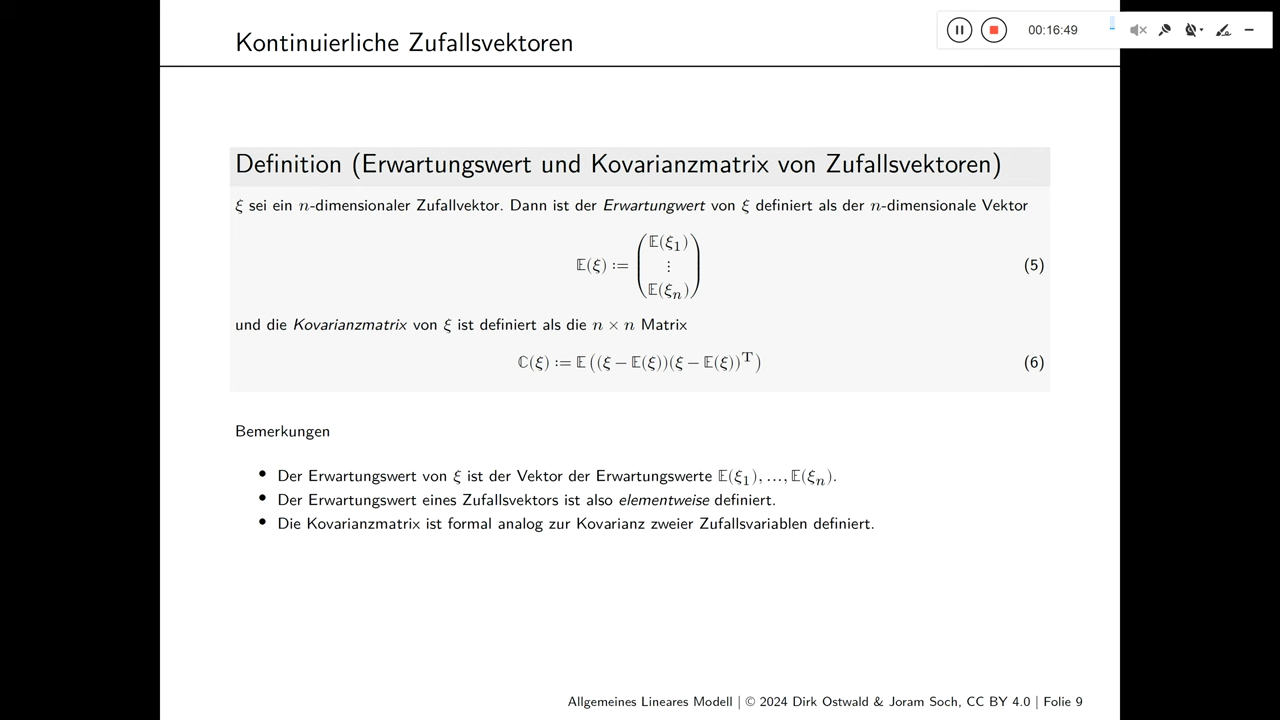 Kontinuierliche Zufallsvektoren
00:16:49
Definition (Erwartungswert und Kovarianzmatrix von Zufallsvektoren)
ξ sei ein n-dimensionaler Zufallvektor. Dann ist der Erwartungwert von ξ definiert als der n-dimensionale Vektor
𝔼(ξ) := (𝔼(ξ₁) ⋮ 𝔼(ξₙ)) (5)
und die Kovarianzmatrix von ξ ist definiert als die n × n Matrix
ℂ(ξ) := 𝔼 ((ξ − 𝔼(ξ))(ξ − 𝔼(ξ))ᵀ) (6)
Bemerkungen
• Der Erwartungswert von ξ ist der Vektor der Erwartungswerte 𝔼(ξ₁), ..., 𝔼(ξₙ).
• Der Erwartungswert eines Zufallsvektors ist also elementweise definiert.
• Die Kovarianzmatrix ist formal analog zur Kovarianz zweier Zufallsvariablen definiert.
Allgemeines Lineares Modell | © 2024 Dirk Ostwald & Joram Soch, CC BY 4.0 | Folie 9